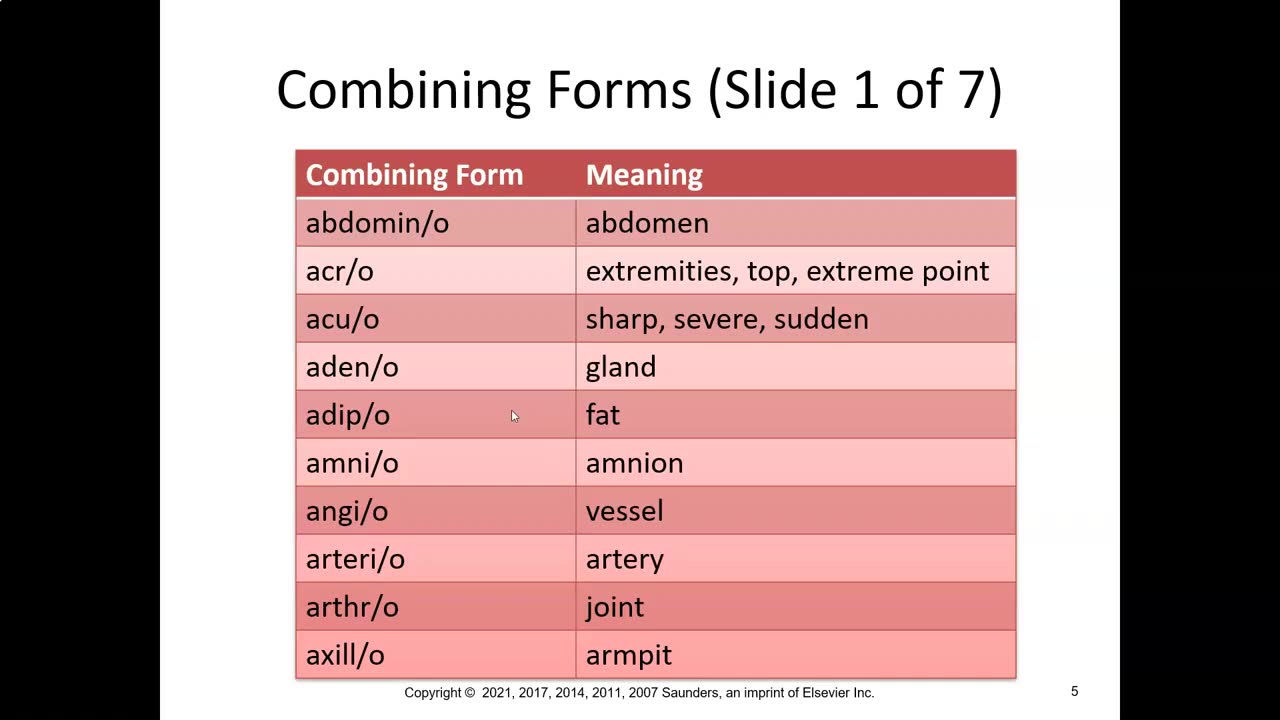 Combining Forms (Slide 1 of 7)
Combining Form Meaning
abdomin/o abdomen
acr/o extremities, top, extreme point
acu/o sharp, severe, sudden
aden/o gland
adip/o fat
amni/o amnion
angi/o vessel
arteri/o artery
arthr/o joint
axill/o armpit
Copyright © 2021, 2017, 2014, 2011, 2007 Saunders, an imprint of Elsevier Inc.
5